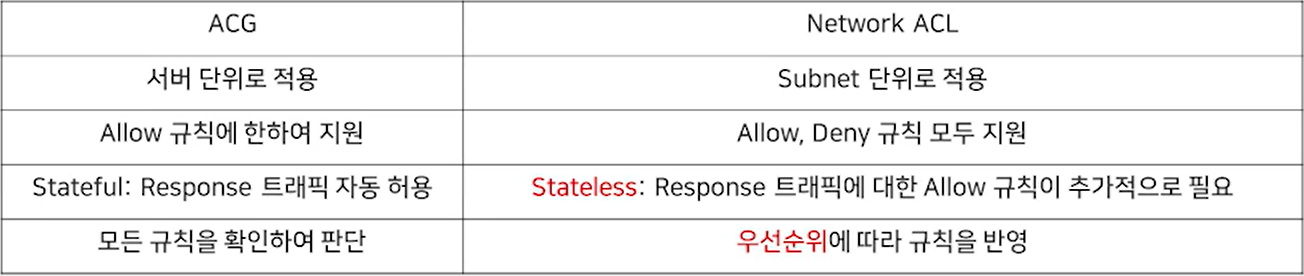 ACG
Network ACL
서버 단위로 적용
Subnet 단위로 적용
Allow 규칙에 한하여 지원
Allow, Deny 규칙 모두 지원
Stateful: Response 트래픽 자동 허용
Stateless: Response 트래픽에 대한 Allow 규칙이 추가적으로 필요
모든 규칙을 확인하여 판단
우선순위에 따라 규칙을 반영